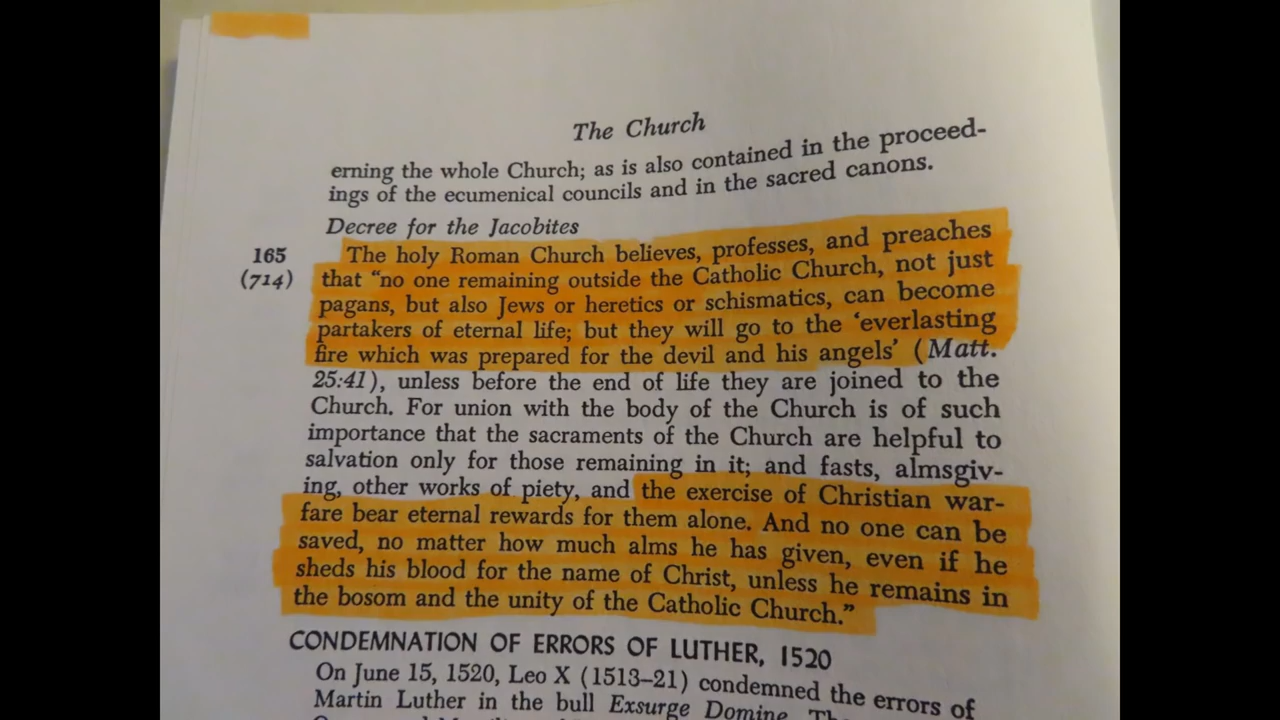 The Church
erning the whole Church; as is also contained in the proceed-
ings of the ecumenical councils and in the sacred canons.
Decree for the Jacobites
165 The holy Roman Church believes, professes, and preaches
(714) that “no one remaining outside the Catholic Church, not just
pagans, but also Jews or heretics or schismatics, can become
partakers of eternal life; but they will go to the ‘everlasting
fire which was prepared for the devil and his angels’ (Matt.
25:41), unless before the end of life they are joined to the
Church. For union with the body of the Church is of such
importance that the sacraments of the Church are helpful to
salvation only for those remaining in it; and fasts, almsgiv-
ing, other works of piety, and the exercise of Christian war-
fare bear eternal rewards for them alone. And no one can be
saved, no matter how much alms he has given, even if he
sheds his blood for the name of Christ, unless he remains in
the bosom and the unity of the Catholic Church.”
CONDEMNATION OF ERRORS OF LUTHER, 1520
On June 15, 1520, Leo X (1513–21) condemned the errors of
Martin Luther in the bull Exsurge Domine.